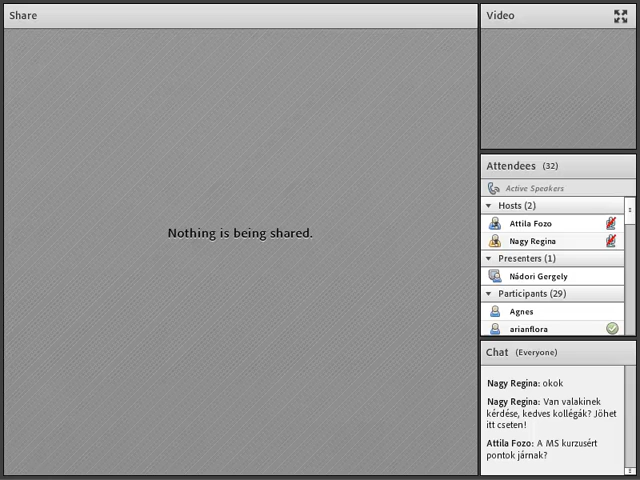 Share
Nothing is being shared.
Video
Attendees (32)
Active Speakers
Hosts (2)
Attila Fozo
Nagy Regina
Presenters (1)
Nádori Gergely
Participants (29)
Agnes
arianflora
Chat (Everyone)
Nagy Regina: okok
Nagy Regina: Van valakinek
kérdése, kedves kollégák? Jöhet
itt cseten!
Attila Fozo: A MS kurzusért
pontok járnak?